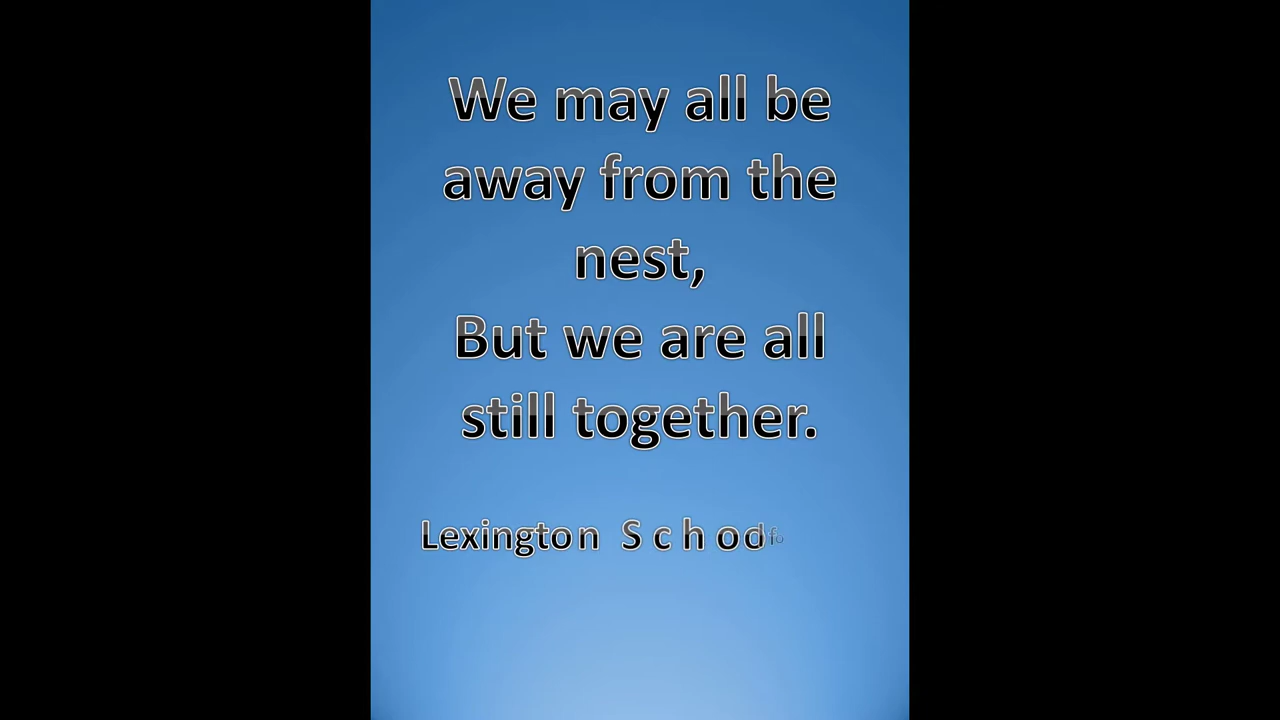 We may all be
away from the
nest,
But we are all
still together.
Lexington School